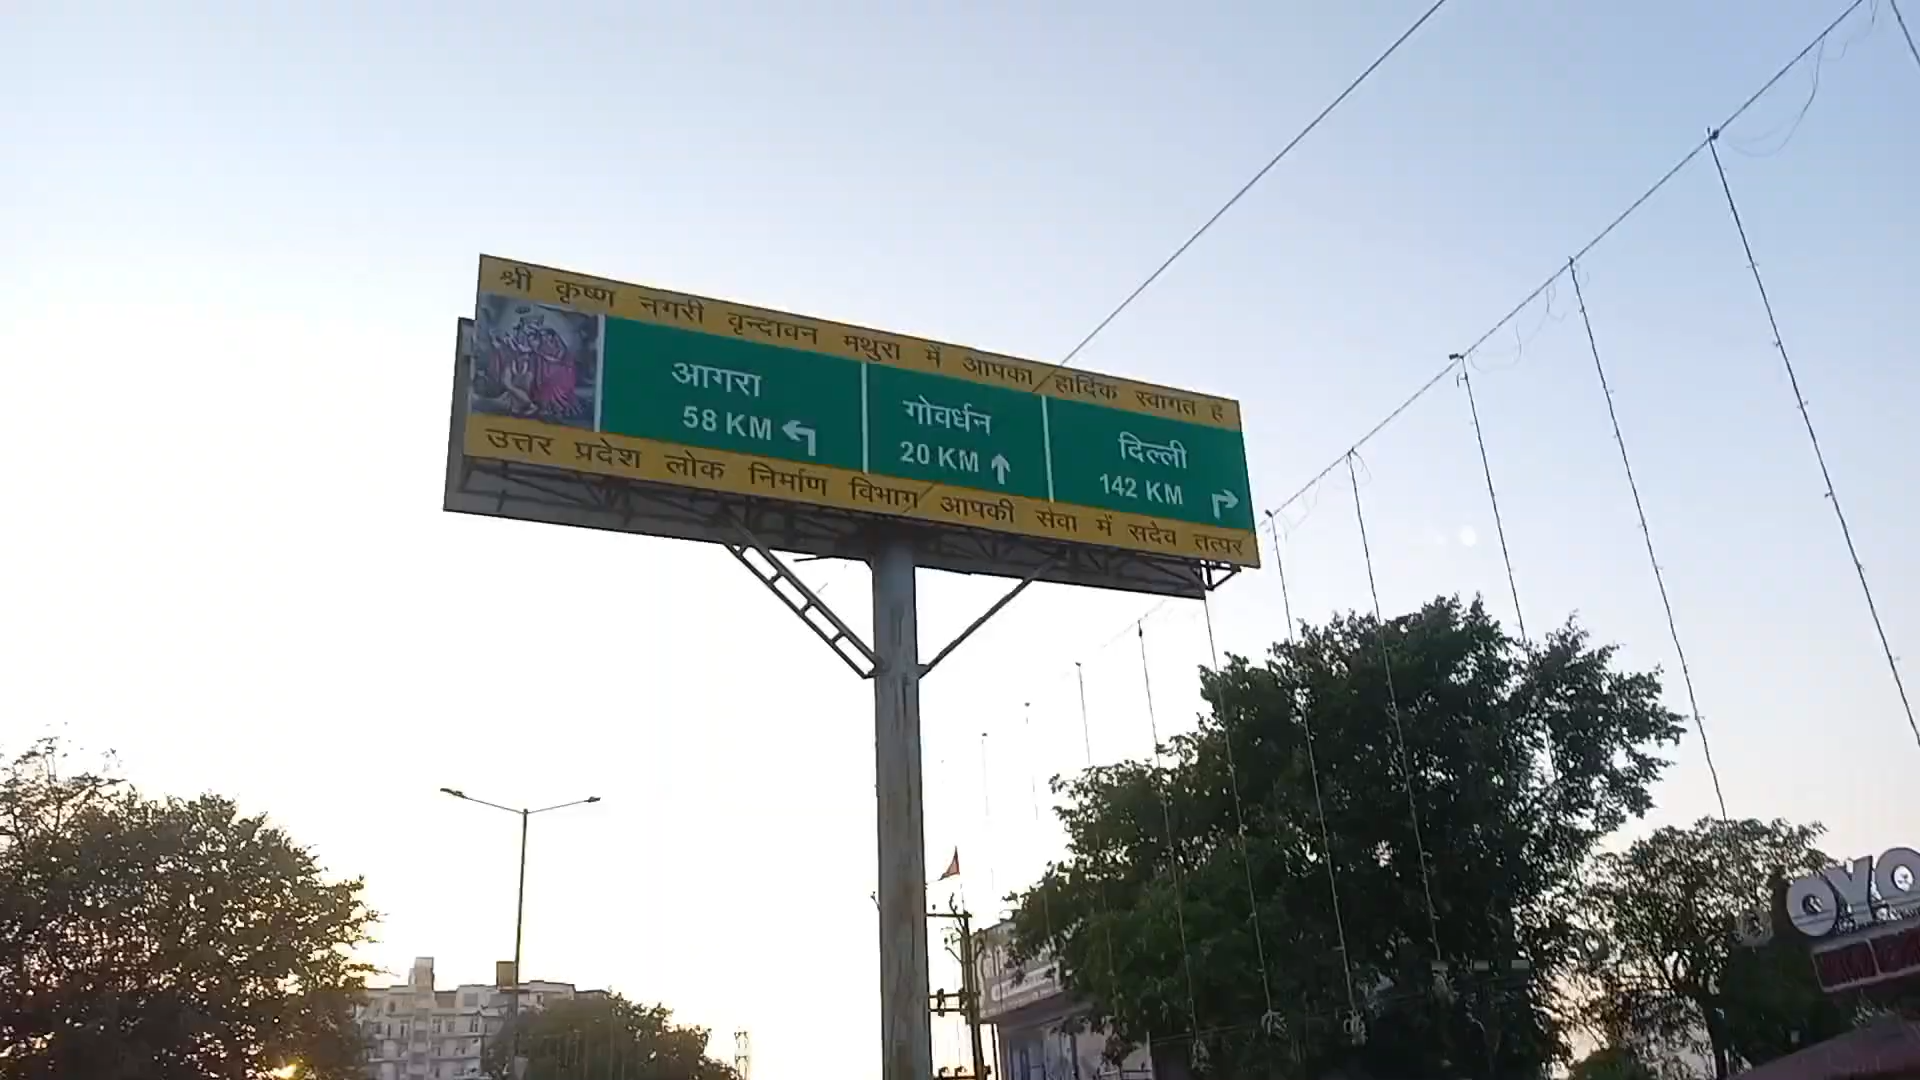 श्री कृष्ण नगरी वृन्दावन मथुरा में आपका हार्दिक स्वागत है
आगरा
58 KM
गोवर्धन
20 KM
दिल्ली
142 KM
उत्तर प्रदेश लोक निर्माण विभाग आपकी सेवा में सदैव तत्पर
OYO